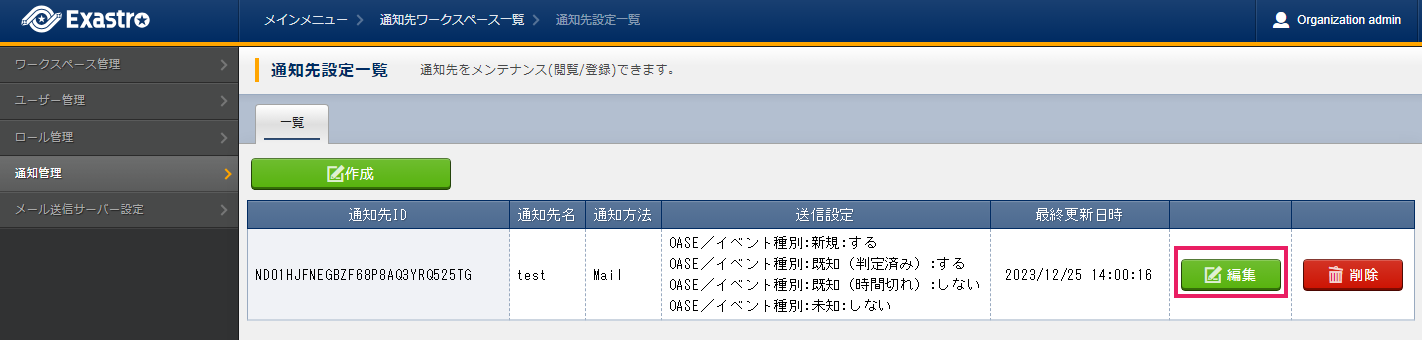 Exastro
メインメニュー 通知先ワークスペース一覧 通知先設定一覧
Organization admin
ワークスペース管理
ユーザー管理
ロール管理
通知管理
メール送信サーバー設定
通知先設定一覧 通知先をメンテナンス(閲覧/登録)できます。
一覧
作成
通知先ID 通知先名 通知方法 送信設定 最終更新日時
ND01HJFNEGBZF68P8AQ3YRQ525TG test Mail
OASE／イベント種別:新規:する
OASE／イベント種別:既知（判定済み）:する
OASE／イベント種別:既知（時間切れ）:しない
OASE／イベント種別:未知:しない
2023/12/25 14:00:16 編集 削除